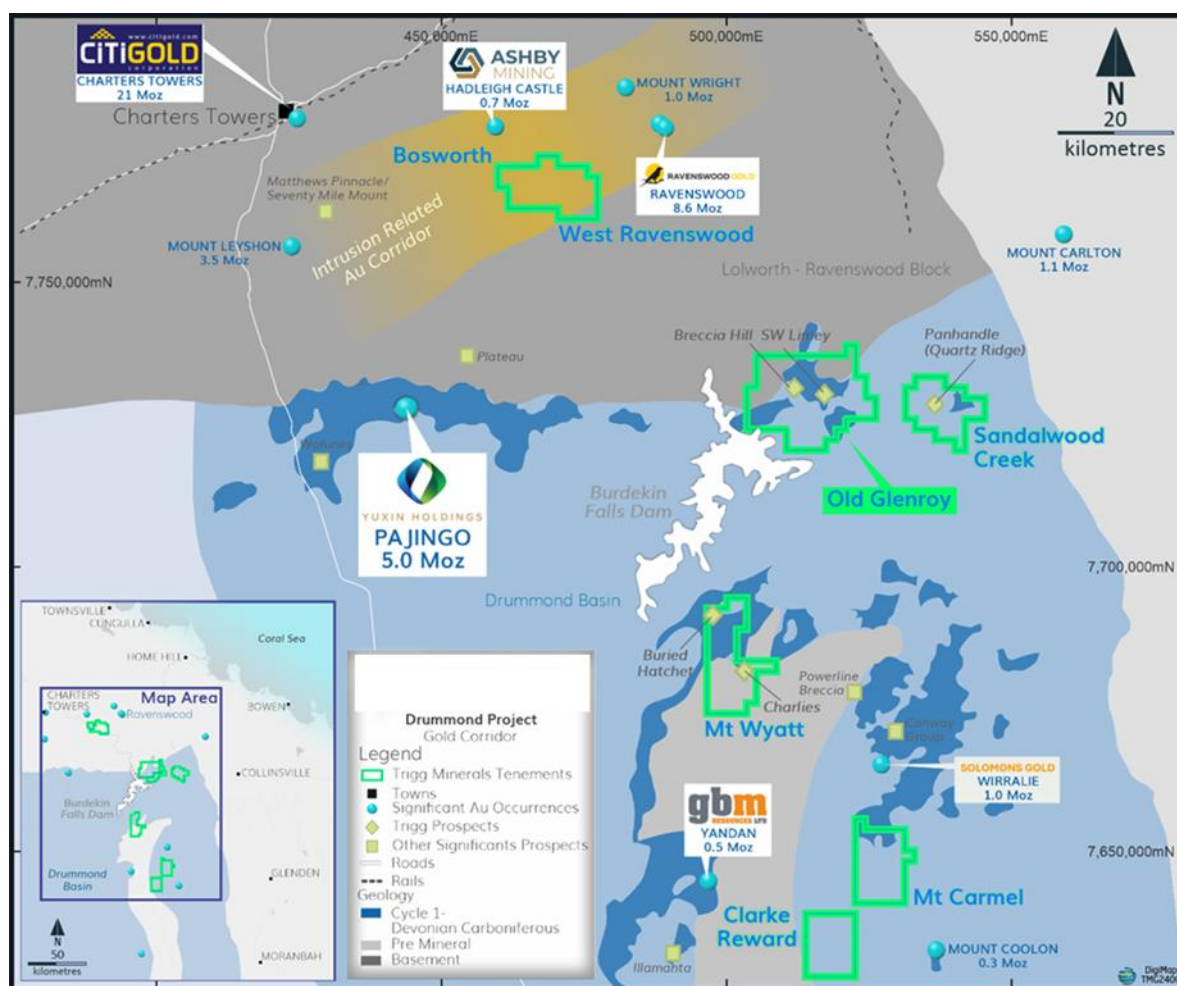 www.citigold.com
CITIGOLD
corporation
CHARTERS TOWERS
21 Moz
Charters Towers
450,000mE
500,000mE
550,000mE
ASHBY
MINING
HADLEIGH CASTLE
0.7 Moz
MOUNT WRIGHT
1.0 Moz
N
20
kilometres
Bosworth
Matthews Pinnacle/
Seventy Mile Mount
RAVENSWOOD GOLD
RAVENSWOOD
8.6 Moz
West Ravenswood
MOUNT LEYSHON
3.5 Moz
Intrusion Related
Au Corridor
MOUNT CARLTON
1.1 Moz
Lolworth - Ravenswood Block
7,750,000mN
Breccia Hill
SW Limey
Panhandle
(Quartz Ridge)
Plateau
Sandalwood
Creek
Old Glenroy
YUXIN HOLDINGS
PAJINGO
5.0 Moz
Burdekin
Falls Dam
7,700,000mN
Drummond Basin
Buried
Hatchet
Charlies
Mt Wyatt
Powerline
Breccia
Conway
Group
SOLOMONS GOLD
WIRRALIE
1.0 Moz
gbm
RESOURCES LTD
YANDAN
0.5 Moz
7,650,000mN
Mt Carmel
Clarke
Reward
MOUNT COOLON
0.3 Moz
Illamahta
TOWNSVILLE
CUNGULLA
Coral Sea
HOME HILL
Map Area
CHARTERS
TOWERS
Ravenswood
BOWEN
COLLINSVILLE
Burdekin
Falls Dam
Drummond
Basin
GLENDEN
N
50
kilometres
MORANBAH
Drummond Project
Gold Corridor
Legend
Trigg Minerals Tenements
Towns
Significant Au Occurrences
Trigg Prospects
Other Significants Prospects
Roads
Rails
Geology
Cycle 1-
Devonian Carboniferous
Pre Mineral
Basement
DigiMap